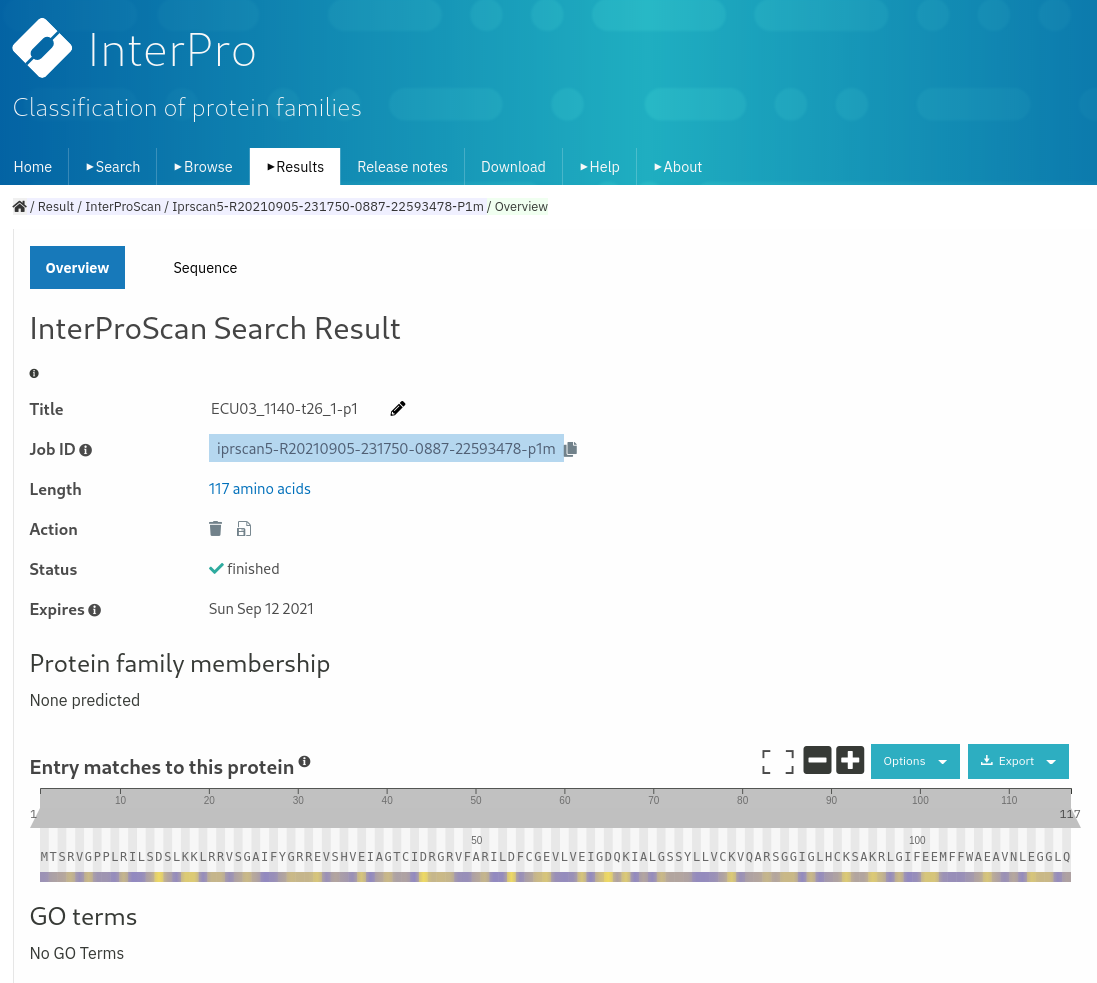 InterPro
Classification of protein families
Home ▸Search ▸Browse ▸Results Release notes Download ▸Help ▸About
/ Result / InterProScan / Iprscan5-R20210905-231750-0887-22593478-P1m / Overview
Overview Sequence
InterProScan Search Result
Title ECU03_1140-t26_1-p1
Job ID iprscan5-R20210905-231750-0887-22593478-p1m
Length 117 amino acids
Action
Status finished
Expires Sun Sep 12 2021
Protein family membership
None predicted
Entry matches to this protein Options Export
10 20 30 40 50 60 70 80 90 100 110
1 117
50 100
MTSRVGPPLRILSDSLKKLRRVSGAIFYGRREVSHVEIAGTCIDRGRVFARILDFCGEVLVEIGDQKIALGSSYLLVCKVQARSGGIGLHCKSAKRLGIFEEMFFWAEAVNLEGGLQ
GO terms
No GO Terms